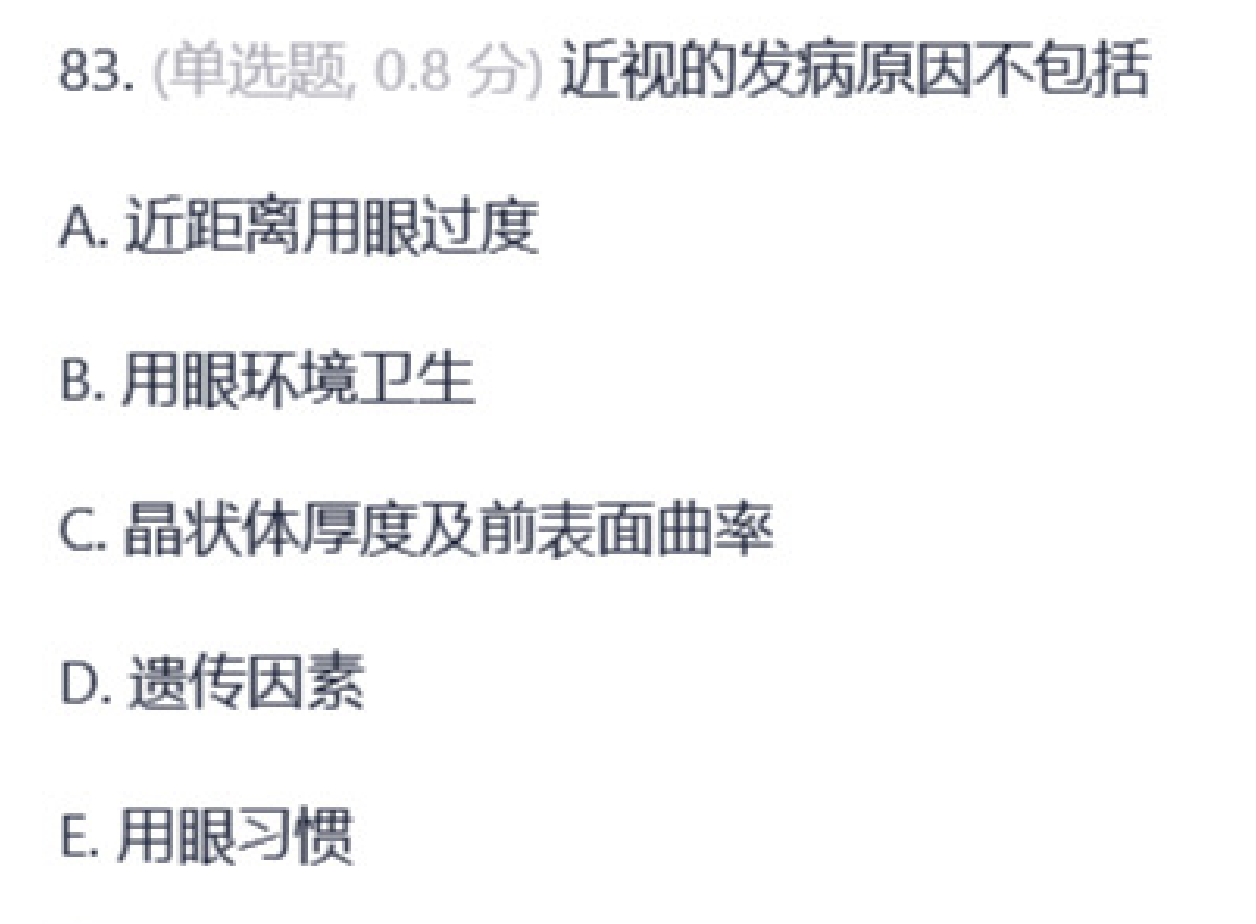 83. (单选题, 0.8 分) 近视的发病原因不包括
A. 近距离用眼过度
B. 用眼环境卫生
C. 晶状体厚度及前表面曲率
D. 遗传因素
E. 用眼习惯